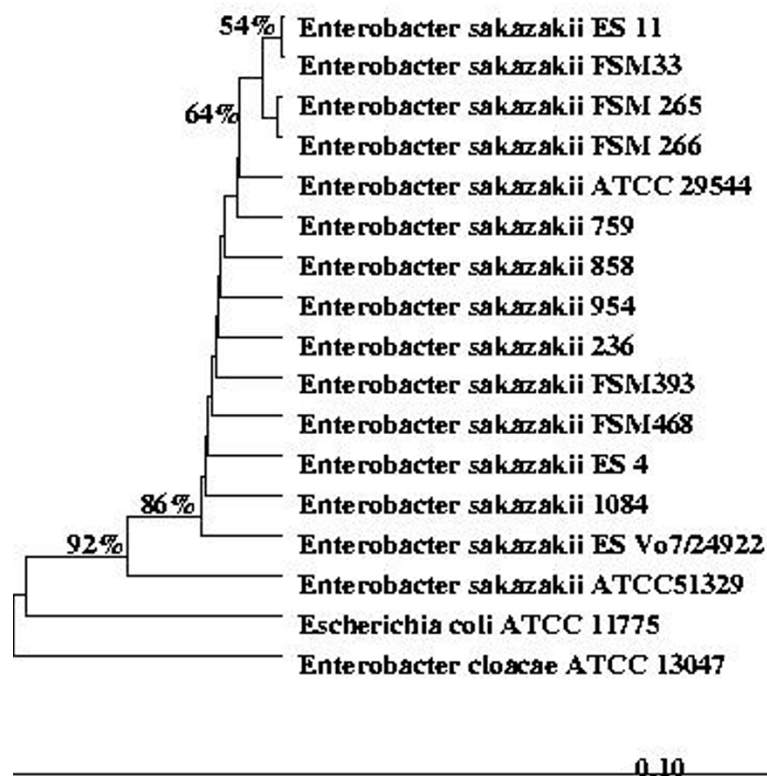 54% Enterobacter sakazakii ES 11
Enterobacter sakazakii FSM33
64% Enterobacter sakazakii FSM 265
Enterobacter sakazakii FSM 266
Enterobacter sakazakii ATCC 29544
Enterobacter sakazakii 759
Enterobacter sakazakii 858
Enterobacter sakazakii 954
Enterobacter sakazakii 236
Enterobacter sakazakii FSM393
Enterobacter sakazakii FSM468
Enterobacter sakazakii ES 4
86% Enterobacter sakazakii 1084
92% Enterobacter sakazakii ES Vo7/24922
Enterobacter sakazakii ATCC51329
Escherichia coli ATCC 11775
Enterobacter cloacae ATCC 13047
0.10